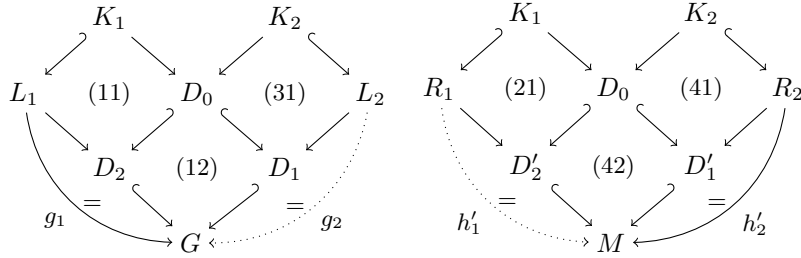 K₁ K₂ K₁ K₂
L₁ (11) D₀ (31) L₂ R₁ (21) D₀ (41) R₂
D₂ (12) D₁ D′₂ (42) D′₁
= = = =
g₁ g₂ h′₁ h′₂
G M